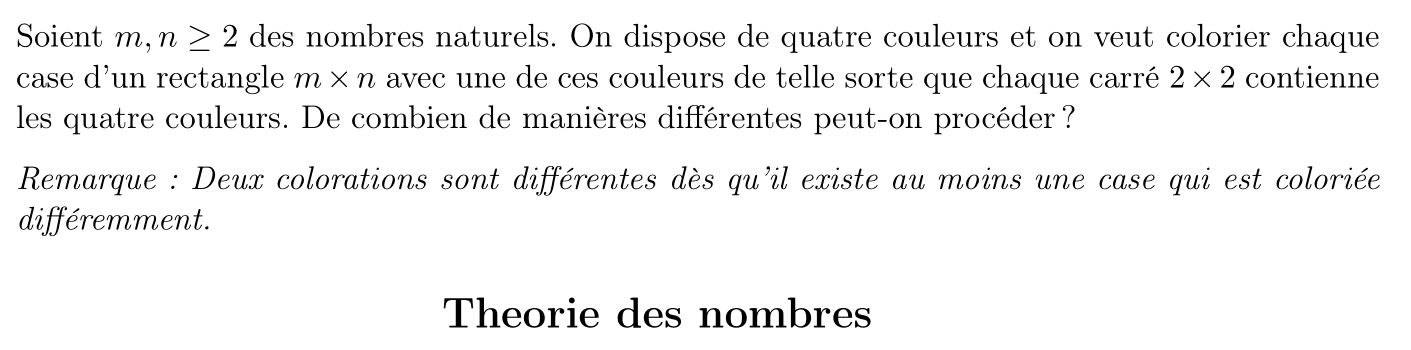 Soient m, n ≥ 2 des nombres naturels. On dispose de quatre couleurs et on veut colorier chaque
case d'un rectangle m × n avec une de ces couleurs de telle sorte que chaque carré 2 × 2 contienne
les quatre couleurs. De combien de manières différentes peut-on procéder ?
Remarque : Deux colorations sont différentes dès qu'il existe au moins une case qui est coloriée
différemment.
Theorie des nombres